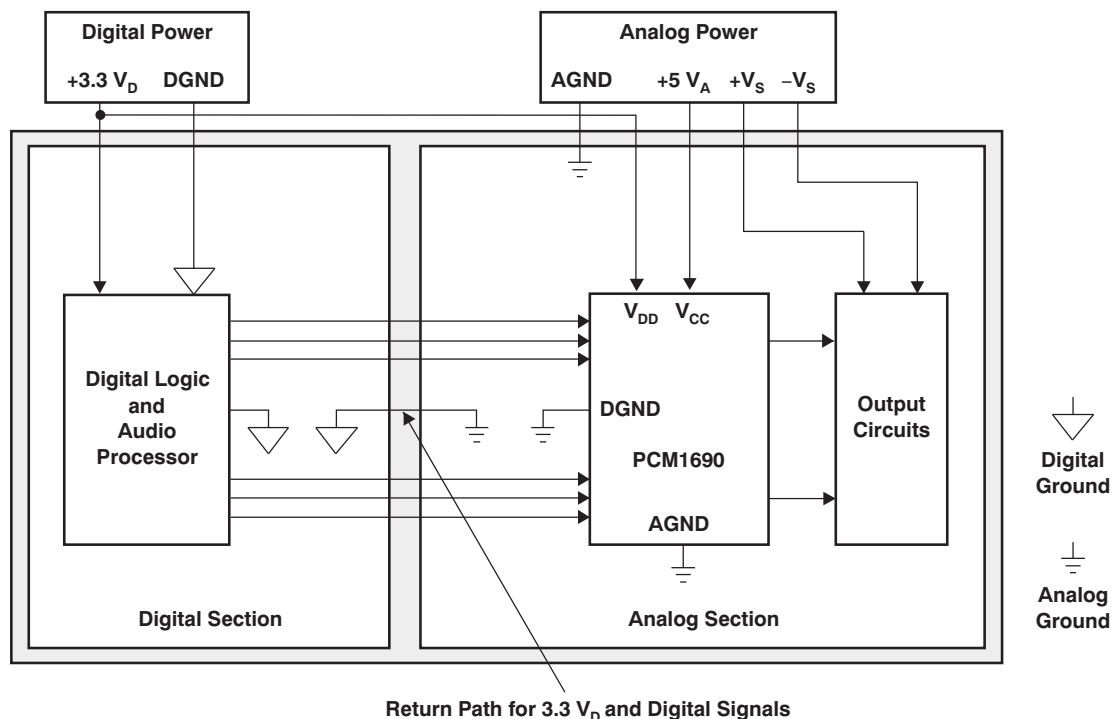 Digital Power
+3.3 V_D DGND
Analog Power
AGND +5 V_A +V_S −V_S
V_DD V_CC
Digital Logic
and
Audio
Processor
DGND
PCM1690
AGND
Output
Circuits
Digital
Ground
Analog
Ground
Digital Section
Analog Section
Return Path for 3.3 V_D and Digital Signals